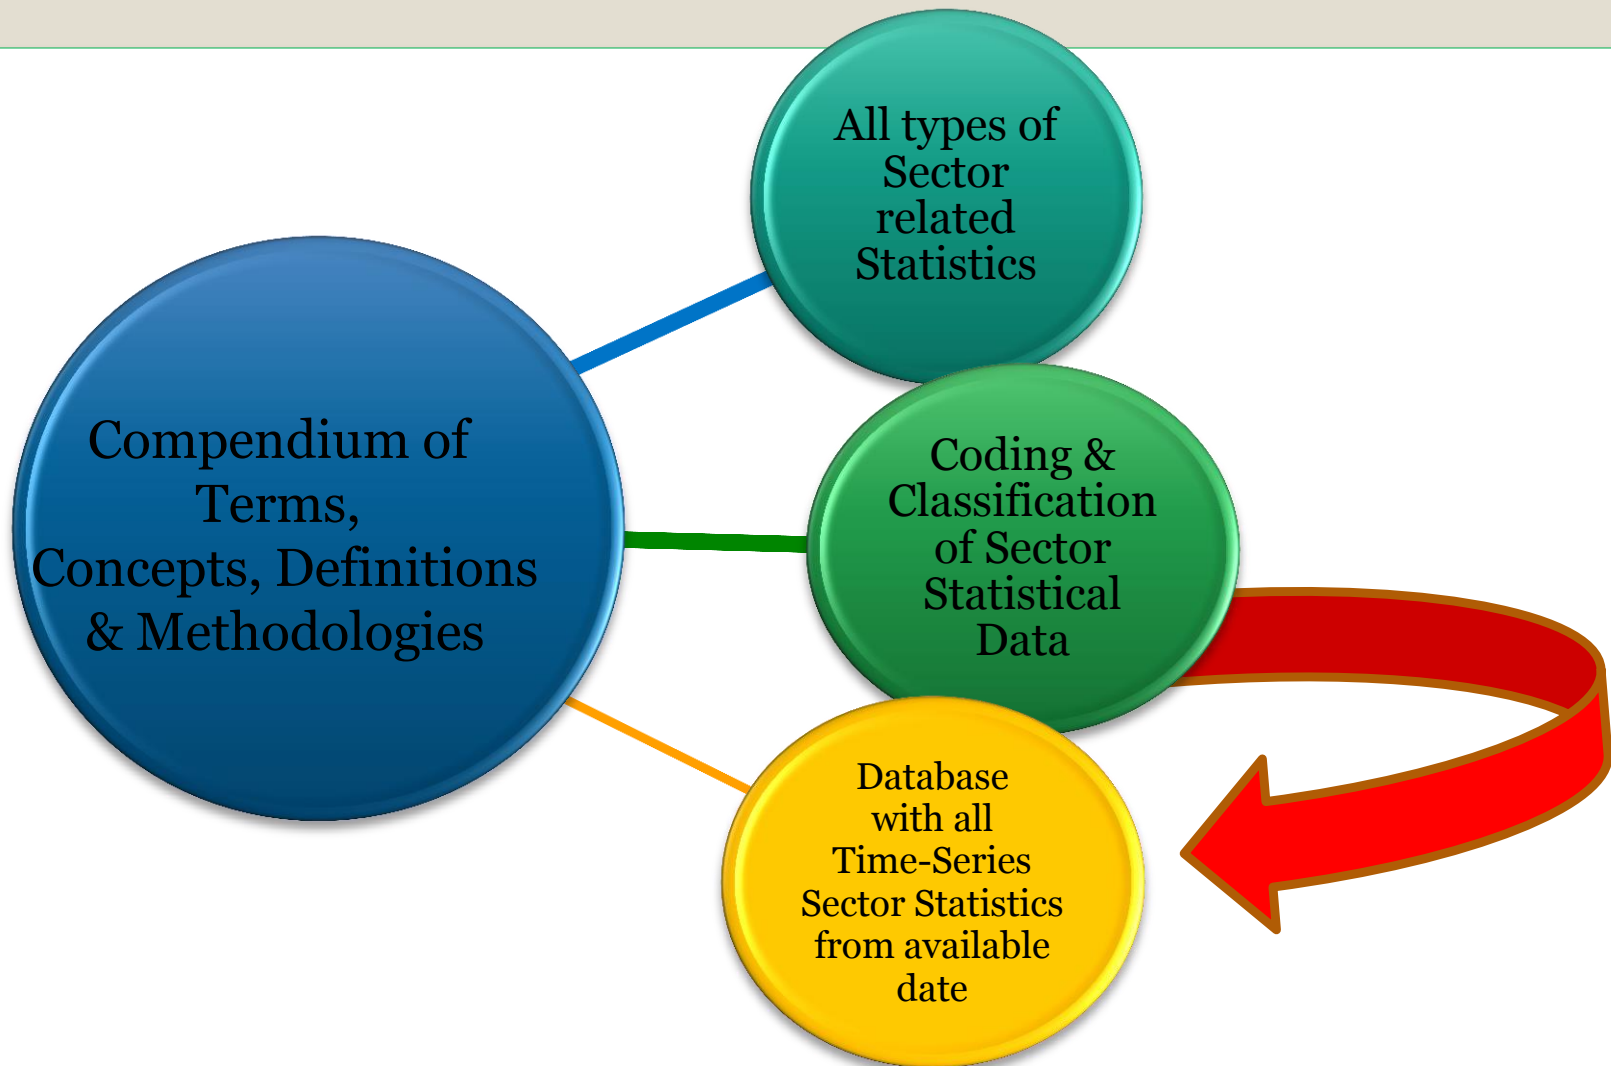 All types of
Sector
related
Statistics
Compendium of
Terms,
Concepts, Definitions
& Methodologies
Coding &
Classification
of Sector
Statistical
Data
Database
with all
Time-Series
Sector Statistics
from available
date